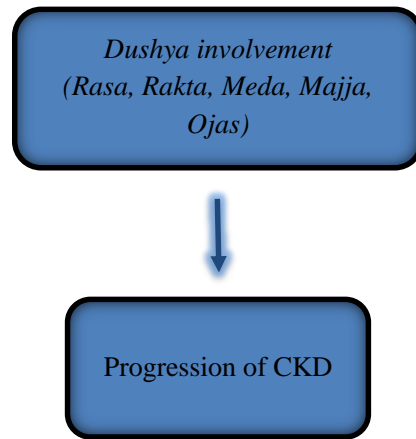 Dushya involvement
(Rasa, Rakta, Meda, Majja,
Ojas)
Progression of CKD